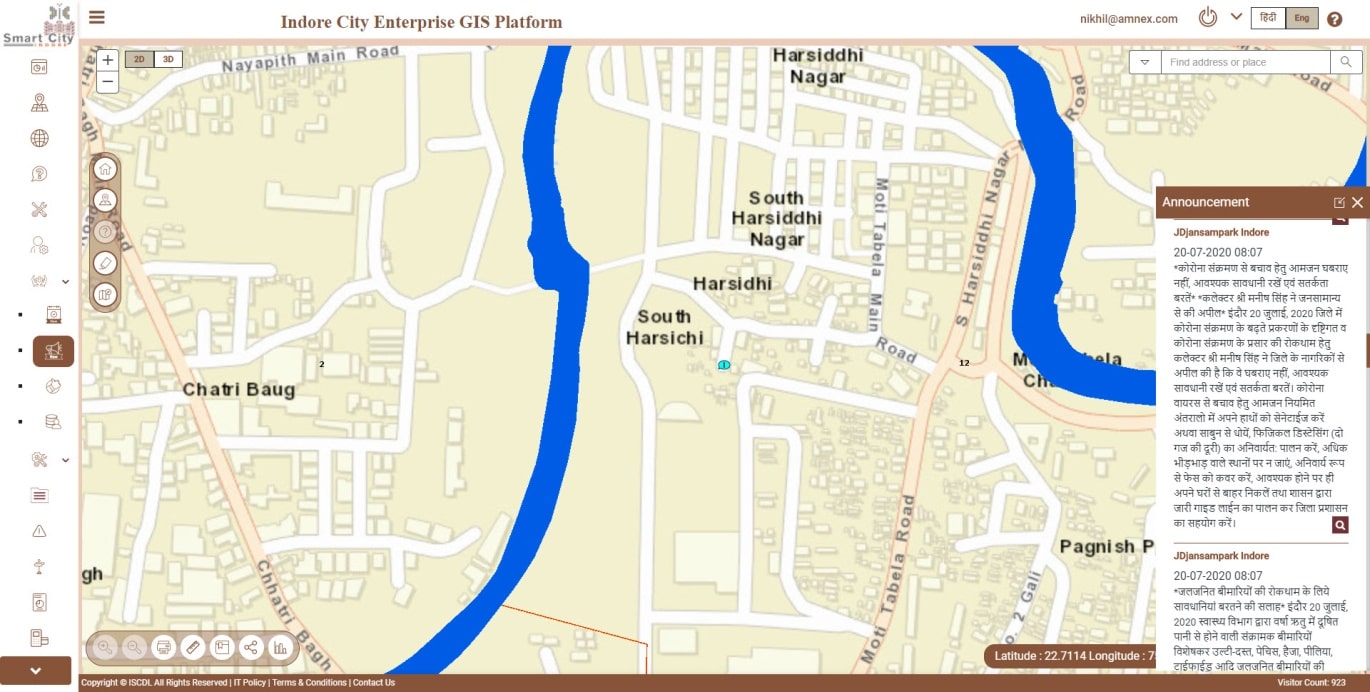 Smart City
INDORE
Indore City Enterprise GIS Platform
nikhil@amnex.com
हिंदी
Eng
?
+
−
2D
3D
Find address or place
Nayapith Main Road
Harsiddhi
Nagar
Road
South
Harsiddhi
Nagar
Moti Tabela Main
Road
S Harsiddhi Nagar
Road
Harsidhi
South
Harsichi
2
12
Chatri Baug
Chhatri Bagh
Moti Tabela Road
Pagnish P
o. 2 Gali
gh
Announcement
JDjansampark Indore
20-07-2020 08:07
*कोरोना संक्रमण से बचाव हेतु आमजन घबराए
नहीं, आवश्यक सावधानी रखें एवं सतर्कता
बरतें* *कलेक्टर श्री मनीष सिंह ने जनसामान्य
से की अपील* इंदौर 20 जुलाई, 2020 जिले में
कोरोना संक्रमण के बढ़ते प्रकरणों के दृष्टिगत व
कोरोना संक्रमण के प्रसार की रोकथाम हेतु
कलेक्टर श्री मनीष सिंह ने जिले के नागरिकों से
अपील की है कि वे घबराए नहीं, आवश्यक
सावधानी रखें एवं सतर्कता बरतें। कोरोना
वायरस से बचाव हेतु आमजन नियमित
अंतरालो में अपने हाथों को सेनेटाईज करें
अथवा साबुन से धोयें, फिजिकल डिस्टेसिंग (दो
गज की दूरी) का अनिवार्यत: पालन करें, अधिक
भीड़भाड़ वाले स्थानों पर न जाएं, अनिवार्य रूप
से फेस को कवर करें, आवश्यक होने पर ही
अपने घरों से बाहर निकलें तथा शासन द्वारा
जारी गाइड लाईन का पालन कर जिला प्रशासन
का सहयोग करें।
JDjansampark Indore
20-07-2020 08:07
*जलजनित बीमारियों की रोकथाम के लिये
सावधानियां बरतने की सलाह* इंदौर 20 जुलाई,
2020 स्वास्थ्य विभाग द्वारा वर्षा ऋतु में दूषित
पानी से होने वाली संक्रामक बीमारियों
विशेषकर उल्टी-दस्त, पेचिस, हैजा, पीलिया,
टाईफाईड आदि जलजनित बीमारियों की
Latitude : 22.7114 Longitude : 7
Copyright © ISCDL All Rights Reserved | IT Policy | Terms & Conditions | Contact Us
Visitor Count: 923